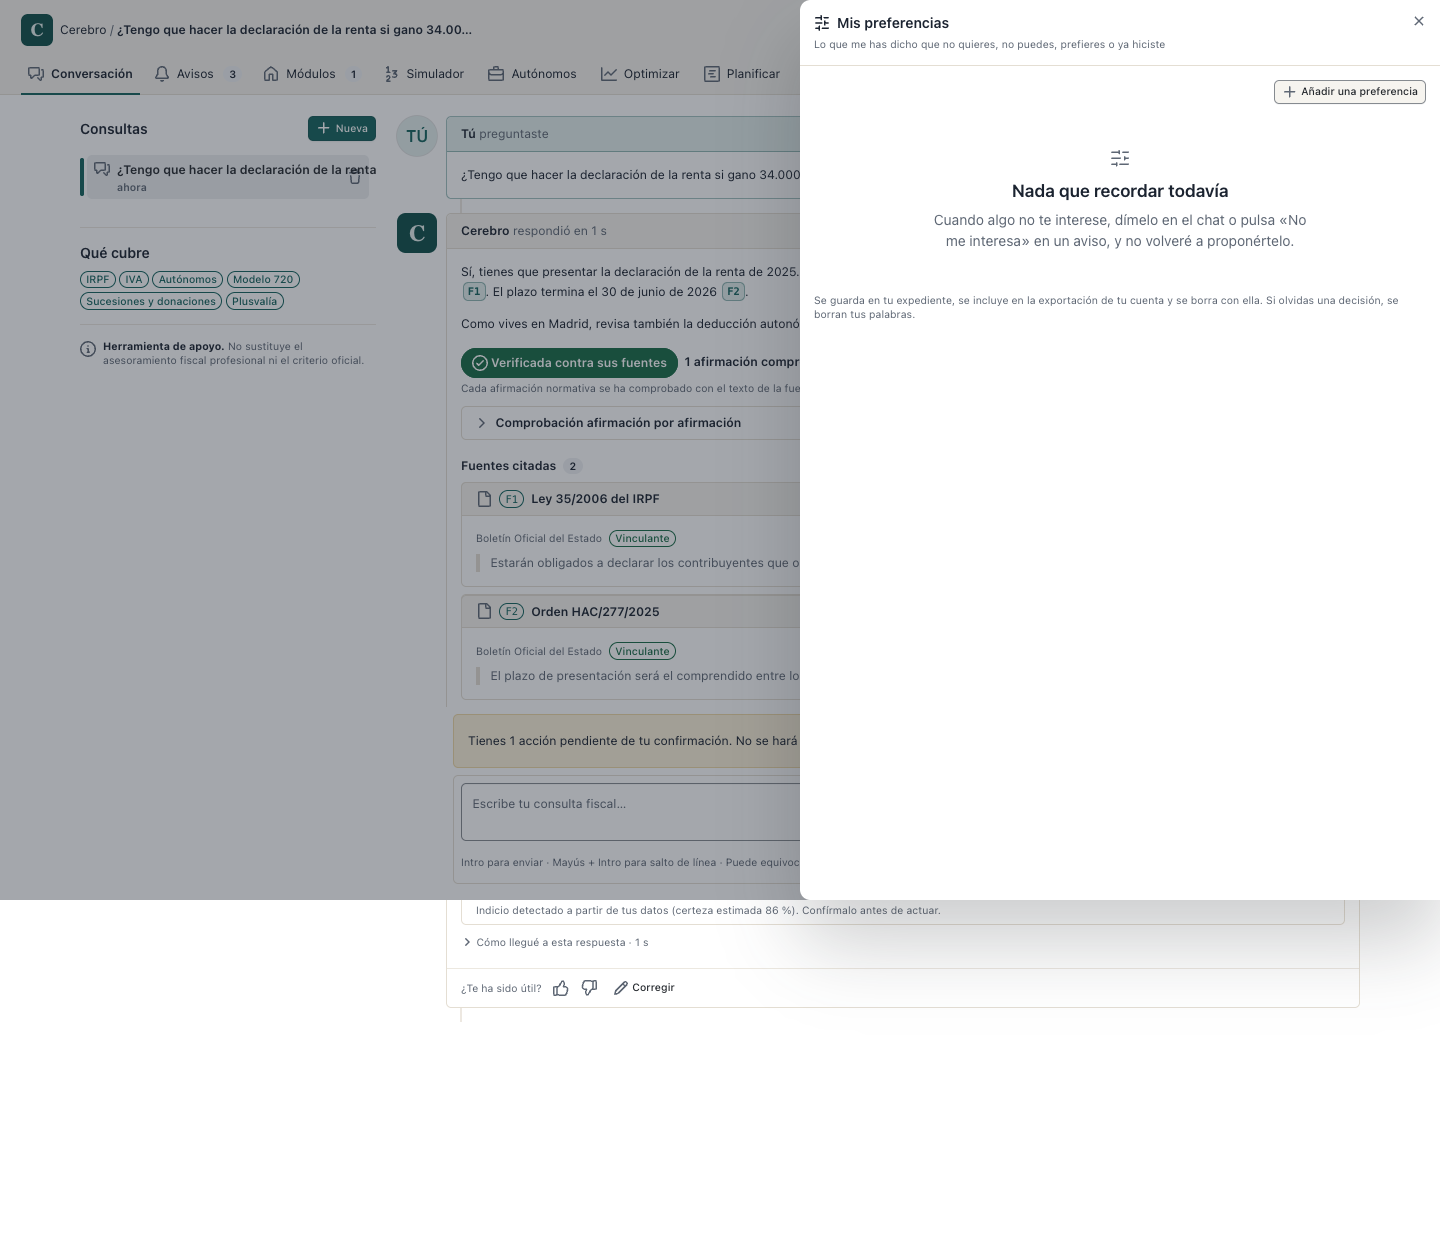 C
Cerebro / ¿Tengo que hacer la declaración de la renta si gano 34.00...
Conversación
Avisos 3
Módulos 1
Simulador
Autónomos
Optimizar
Planificar
Consultas
Nueva
¿Tengo que hacer la declaración de la renta
ahora
Qué cubre
IRPF
IVA
Autónomos
Modelo 720
Sucesiones y donaciones
Plusvalía
Herramienta de apoyo. No sustituye el
asesoramiento fiscal profesional ni el criterio oficial.
TÚ
Tú preguntaste
¿Tengo que hacer la declaración de la renta si gano 34.000
C
Cerebro respondió en 1 s
Sí, tienes que presentar la declaración de la renta de 2025.
F1. El plazo termina el 30 de junio de 2026 F2.
Como vives en Madrid, revisa también la deducción autonó
Verificada contra sus fuentes 1 afirmación compr
Cada afirmación normativa se ha comprobado con el texto de la fue
Comprobación afirmación por afirmación
Fuentes citadas 2
F1 Ley 35/2006 del IRPF
Boletín Oficial del Estado Vinculante
Estarán obligados a declarar los contribuyentes que o
F2 Orden HAC/277/2025
Boletín Oficial del Estado Vinculante
El plazo de presentación será el comprendido entre lo
Tienes 1 acción pendiente de tu confirmación. No se hará
Escribe tu consulta fiscal...
Intro para enviar · Mayús + Intro para salto de línea · Puede equivoc
Indicio detectado a partir de tus datos (certeza estimada 86 %). Confírmalo antes de actuar.
Cómo llegué a esta respuesta · 1 s
¿Te ha sido útil?
Corregir
Mis preferencias
Lo que me has dicho que no quieres, no puedes, prefieres o ya hiciste
Añadir una preferencia
Nada que recordar todavía
Cuando algo no te interese, dímelo en el chat o pulsa «No
me interesa» en un aviso, y no volveré a proponértelo.
Se guarda en tu expediente, se incluye en la exportación de tu cuenta y se borra con ella. Si olvidas una decisión, se
borran tus palabras.